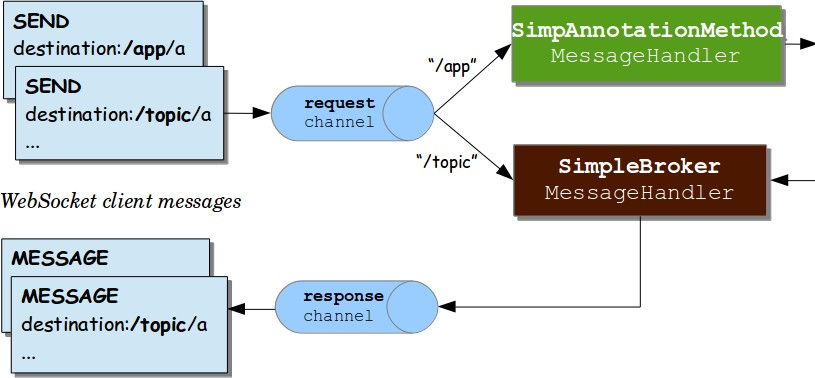 SEND
destination:/app/a
SEND
destination:/topic/a
...
request
channel
“/app”
“/topic”
SimpAnnotationMethod
MessageHandler
SimpleBroker
MessageHandler
WebSocket client messages
MESSAGE
MESSAGE
destination:/topic/a
...
response
channel